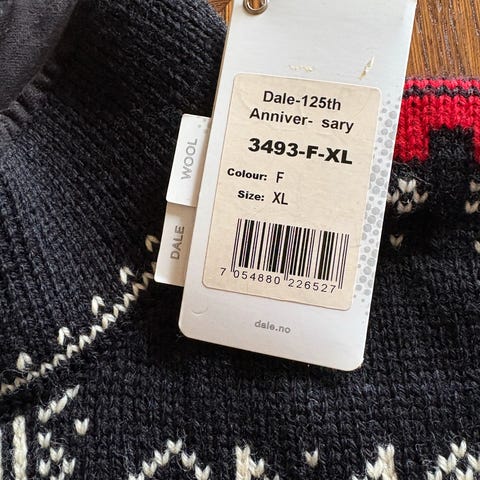 Dale-125th
Anniver- sary
3493-F-XL
Colour: F
Size: XL
7 054880 226527
dale.no
WOOL
DALE